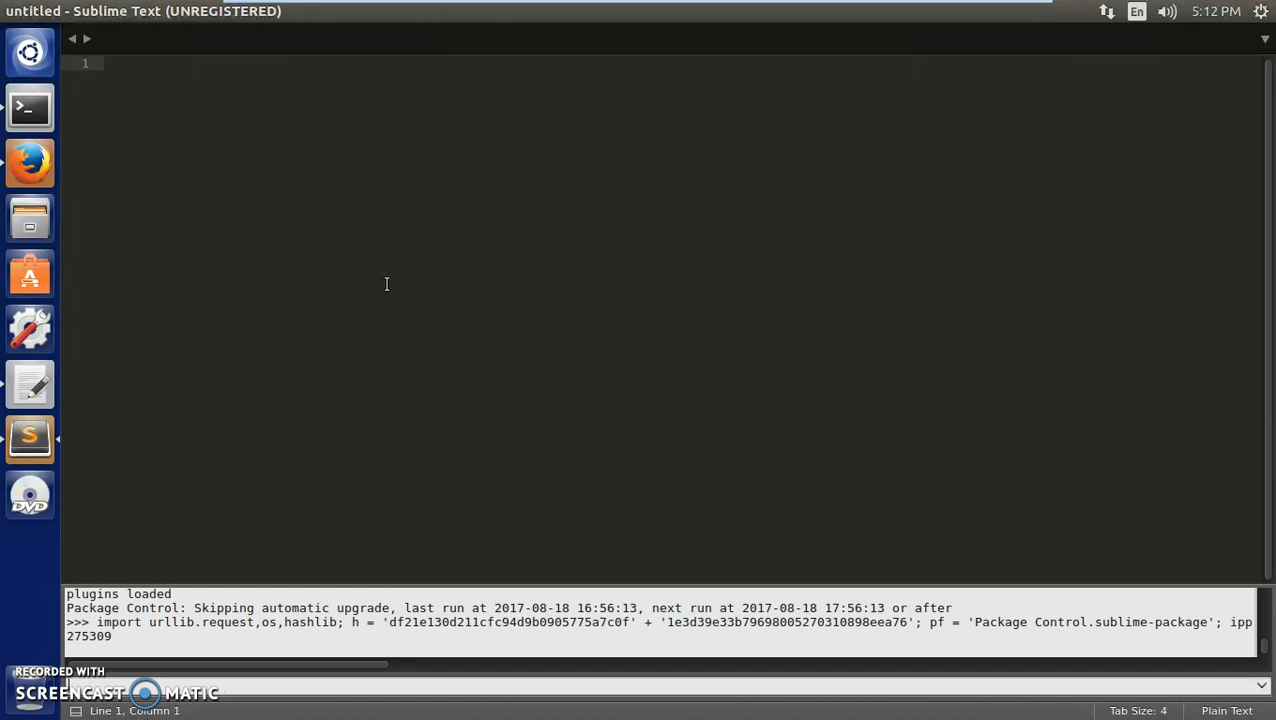 untitled - Sublime Text (UNREGISTERED)
En
5:12 PM
1
plugins loaded
Package Control: Skipping automatic upgrade, last run at 2017-08-18 16:56:13, next run at 2017-08-18 17:56:13 or after
>>> import urllib.request,os,hashlib; h = 'df21e130d211cfc94d9b0905775a7c0f' + '1e3d39e33b79698005270310898eea76'; pf = 'Package Control.sublime-package'; ipp
275309
RECORDED WITH
SCREENCAST MATIC
Line 1, Column 1
Tab Size: 4
Plain Text